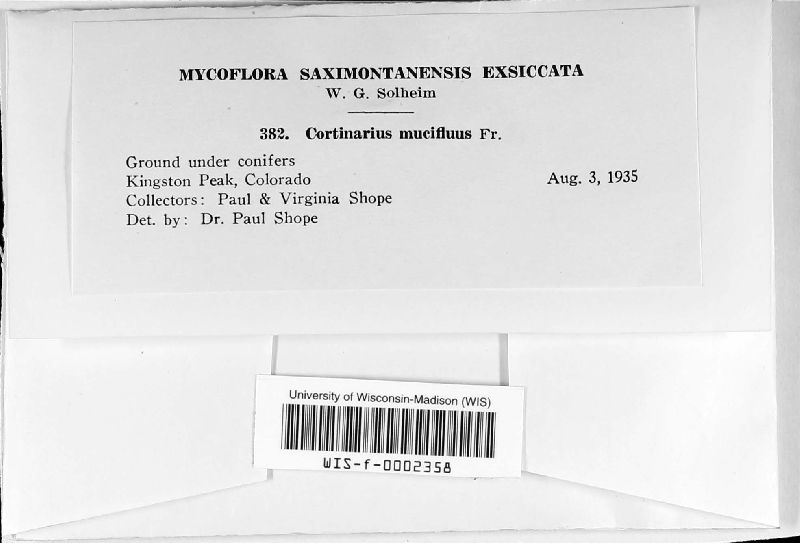 MYCOFLORA SAXIMONTANENSIS EXSICCATA
W. G. Solheim
382. Cortinarius mucifluus Fr.
Ground under conifers
Kingston Peak, Colorado Aug. 3, 1935
Collectors: Paul & Virginia Shope
Det. by: Dr. Paul Shope
University of Wisconsin-Madison (WIS)
WIS-f-0002358